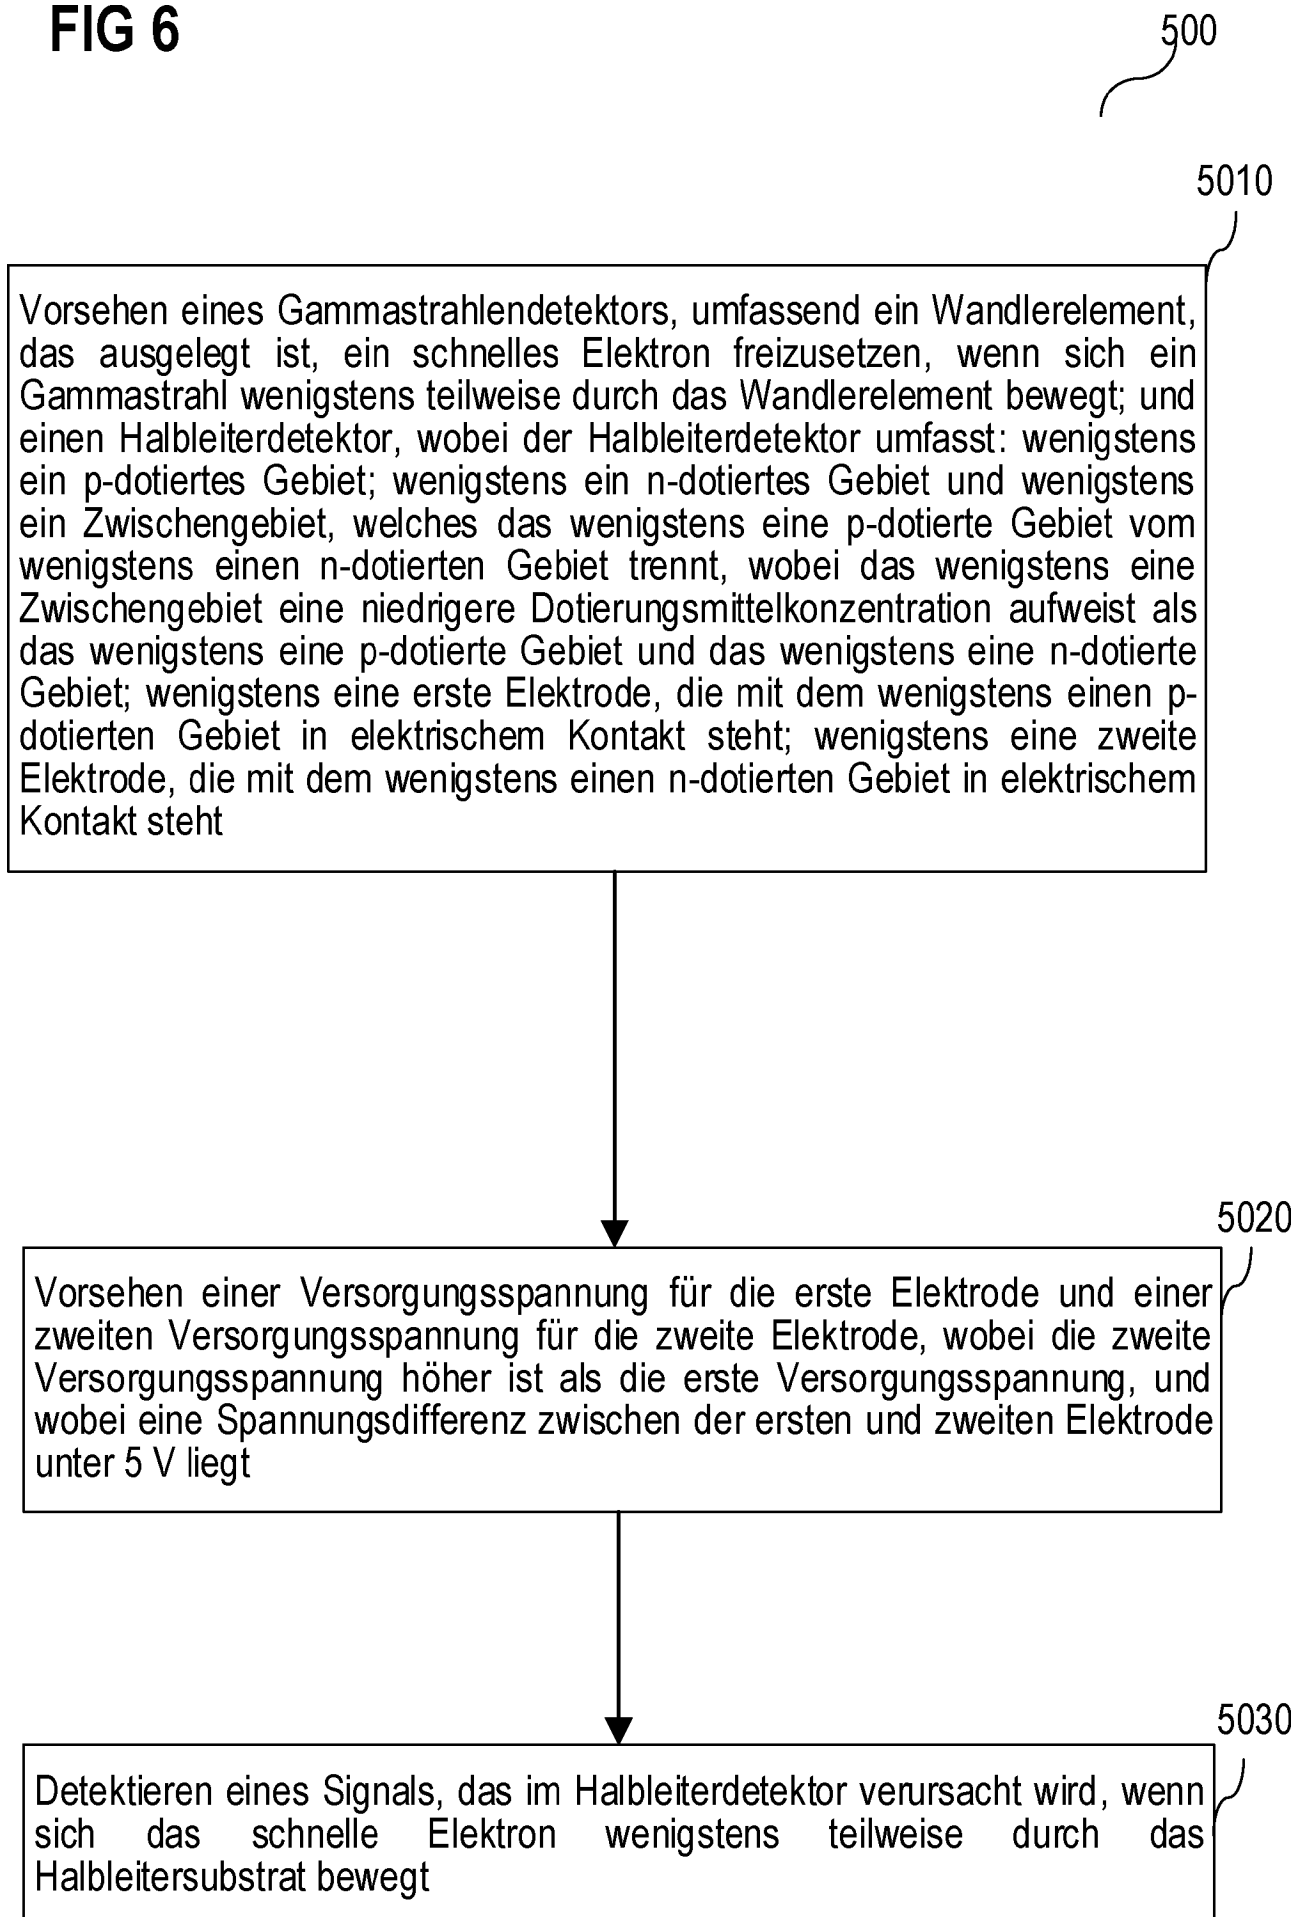 FIG 6
500
5010
Vorsehen eines Gammastrahlendetektors, umfassend ein Wandlerelement,
das ausgelegt ist, ein schnelles Elektron freizusetzen, wenn sich ein
Gammastrahl wenigstens teilweise durch das Wandlerelement bewegt; und
einen Halbleiterdetektor, wobei der Halbleiterdetektor umfasst: wenigstens
ein p-dotiertes Gebiet; wenigstens ein n-dotiertes Gebiet und wenigstens
ein Zwischengebiet, welches das wenigstens eine p-dotierte Gebiet vom
wenigstens einen n-dotierten Gebiet trennt, wobei das wenigstens eine
Zwischengebiet eine niedrigere Dotierungsmittelkonzentration aufweist als
das wenigstens eine p-dotierte Gebiet und das wenigstens eine n-dotierte
Gebiet; wenigstens eine erste Elektrode, die mit dem wenigstens einen p-
dotierten Gebiet in elektrischem Kontakt steht; wenigstens eine zweite
Elektrode, die mit dem wenigstens einen n-dotierten Gebiet in elektrischem
Kontakt steht
5020
Vorsehen einer Versorgungsspannung für die erste Elektrode und einer
zweiten Versorgungsspannung für die zweite Elektrode, wobei die zweite
Versorgungsspannung höher ist als die erste Versorgungsspannung, und
wobei eine Spannungsdifferenz zwischen der ersten und zweiten Elektrode
unter 5 V liegt
5030
Detektieren eines Signals, das im Halbleiterdetektor verursacht wird, wenn
sich das schnelle Elektron wenigstens teilweise durch das
Halbleitersubstrat bewegt